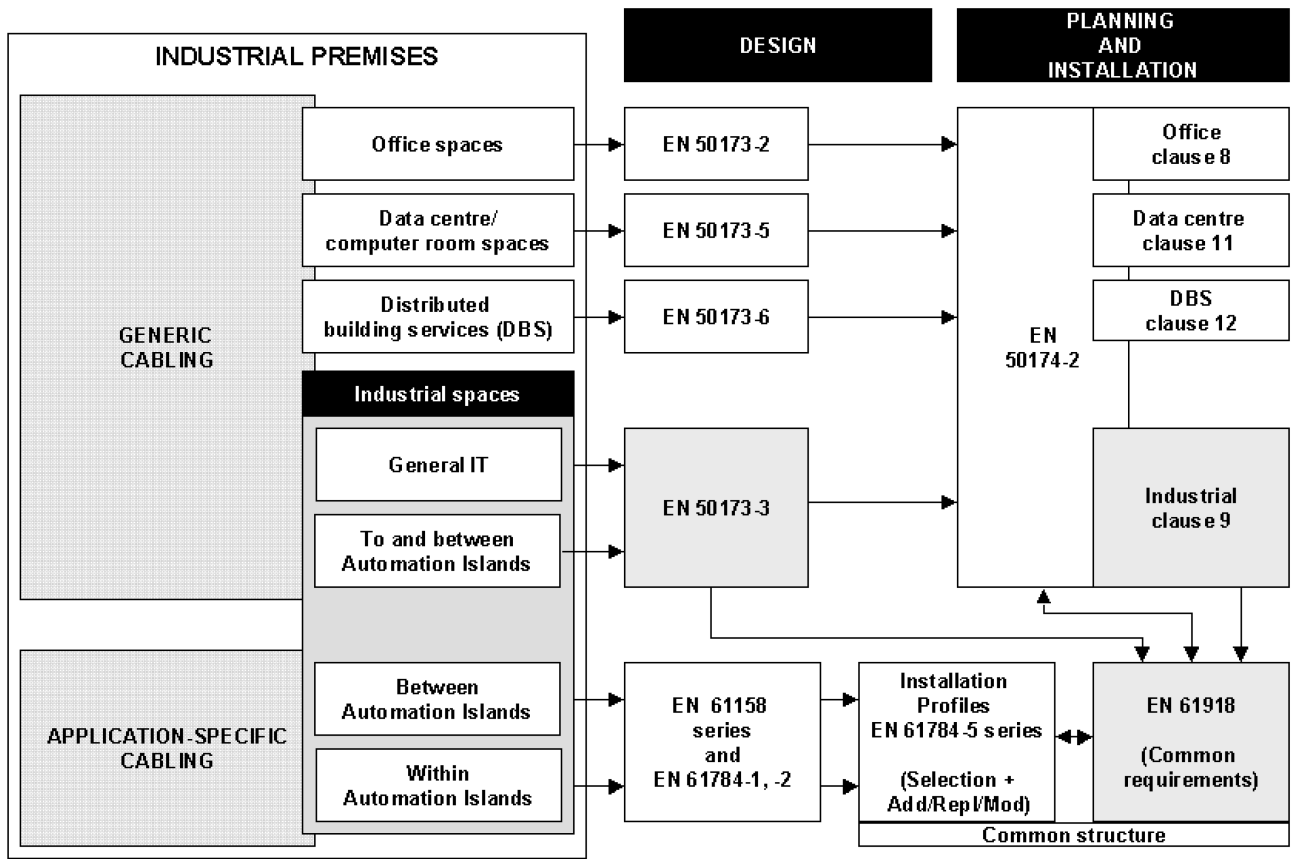 INDUSTRIAL PREMISES
DESIGN
PLANNING
AND
INSTALLATION
GENERIC
CABLING
Office spaces
EN 50173-2
Office
clause 8
Data centre/
computer room spaces
EN 50173-5
Data centre
clause 11
Distributed
building services (DBS)
EN 50173-6
DBS
clause 12
EN
50174-2
Industrial spaces
General IT
To and between
Automation Islands
EN 50173-3
Industrial
clause 9
APPLICATION-SPECIFIC
CABLING
Between
Automation Islands
Within
Automation Islands
EN 61158
series
and
EN 61784-1, -2
Installation
Profiles
EN 61784-5 series
(Selection +
Add/Repl/Mod)
EN 61918
(Common
requirements)
Common structure